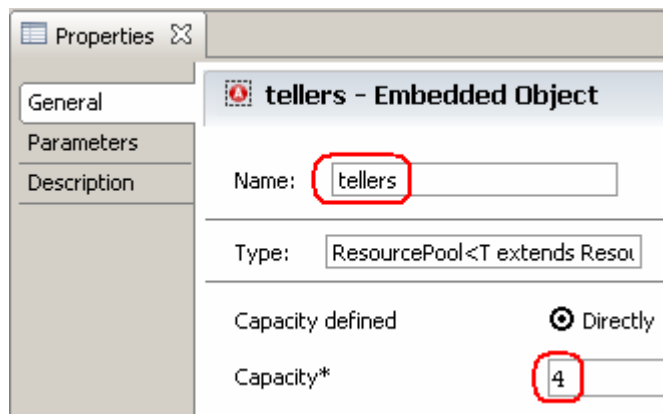 Properties
tellers - Embedded Object
General
Parameters
Description
Name: tellers
Type: ResourcePool<T extends Resou
Capacity defined Directly
Capacity* 4